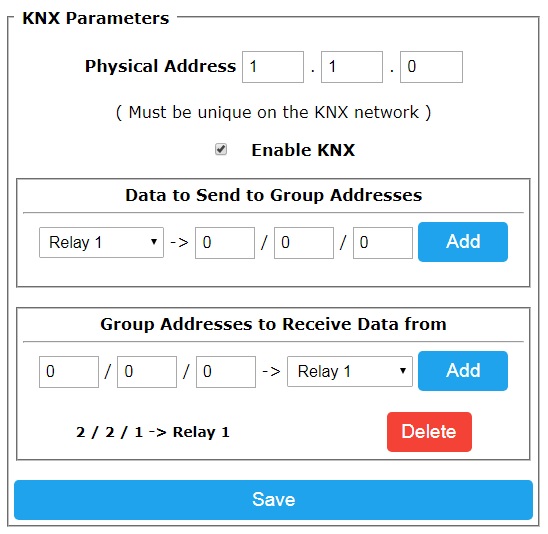 KNX Parameters
Physical Address 1 . 1 . 0
( Must be unique on the KNX network )
Enable KNX
Data to Send to Group Addresses
Relay 1 -> 0 / 0 / 0 Add
Group Addresses to Receive Data from
0 / 0 / 0 -> Relay 1 Add
2 / 2 / 1 -> Relay 1 Delete
Save